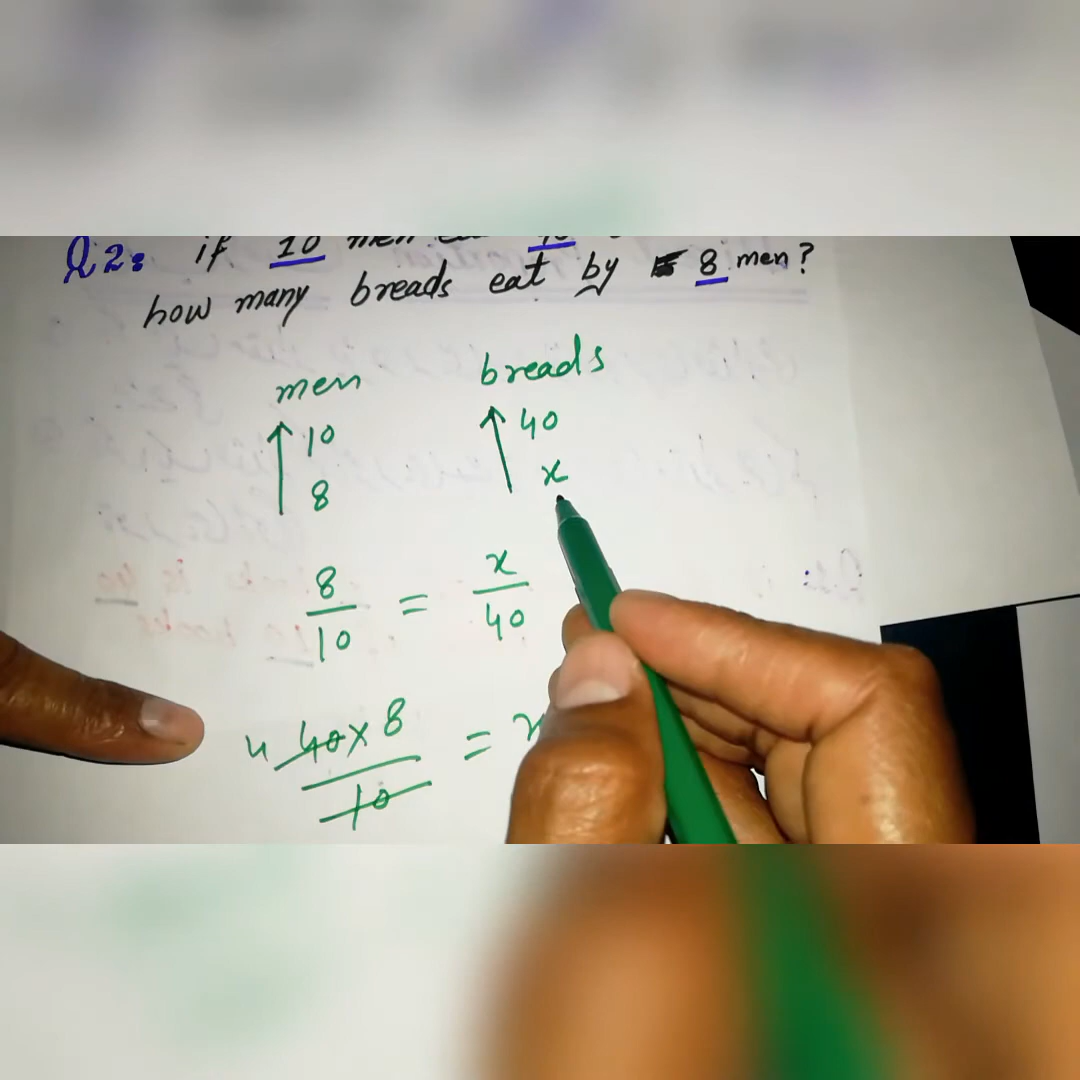 Q2: if 10 men 40
how many breads eat by 8 men?
men breads
10 40
8 x
8/10 = x/40
4 40x8/10 = x